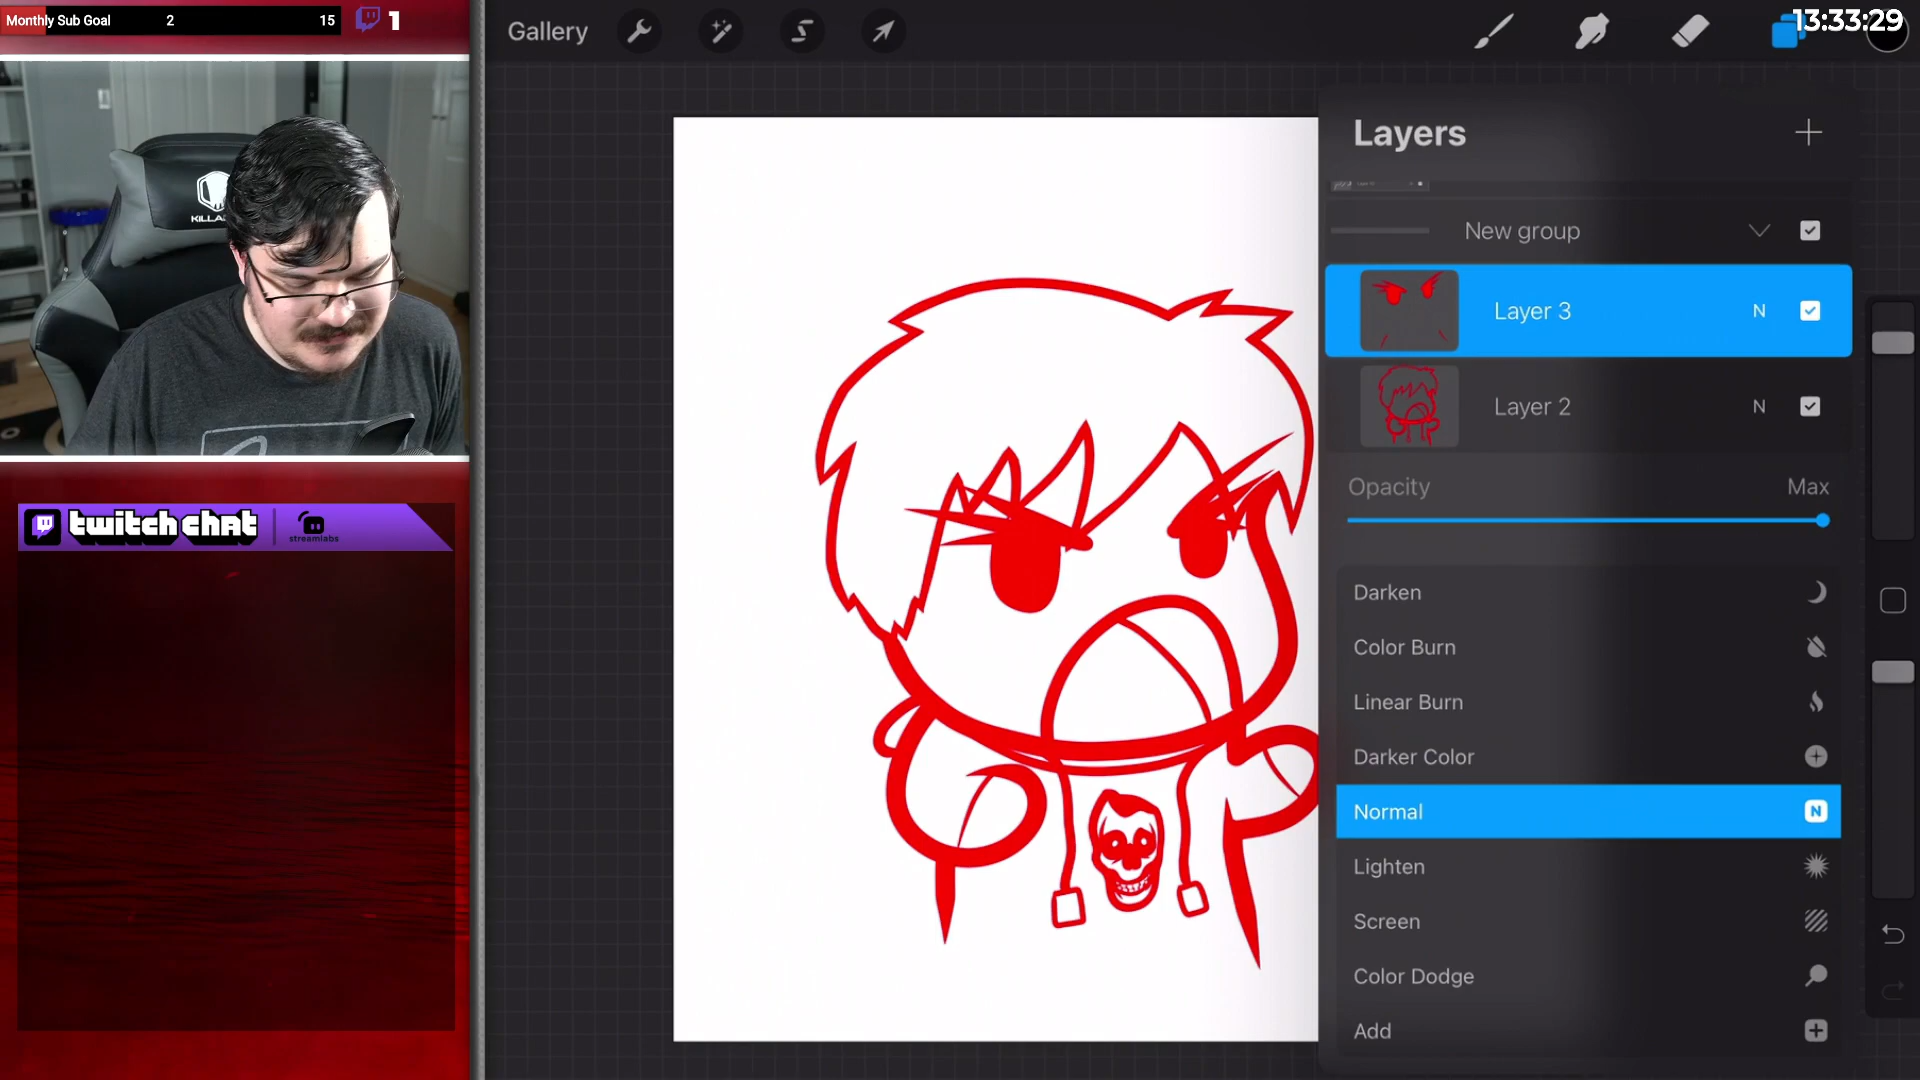 Monthly Sub Goal 2 15 1
Gallery
13:33:29
Layers
New group
Layer 3 N
Layer 2 N
Opacity Max
Darken
Color Burn
Linear Burn
Darker Color
Normal N
Lighten
Screen
Color Dodge
Add
twitch chat
streamlabs